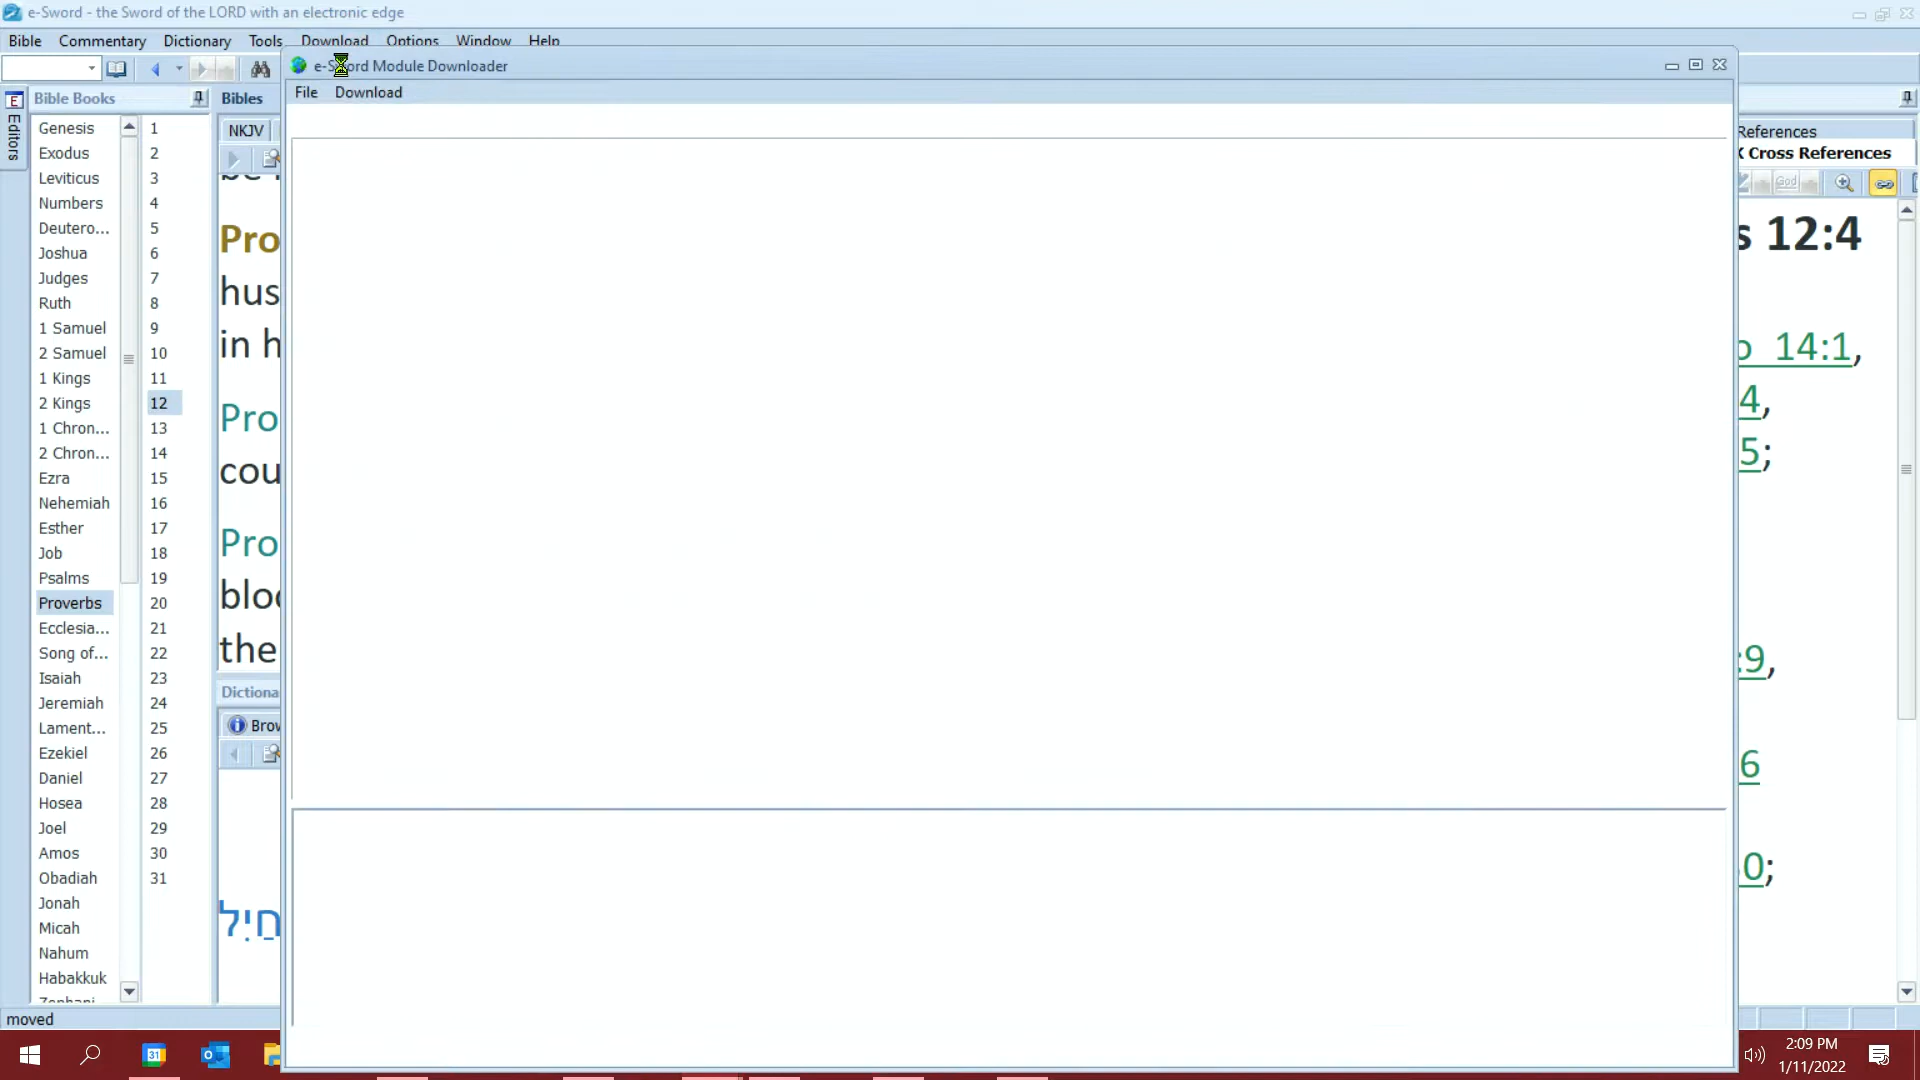 e-Sword - the Sword of the LORD with an electronic edge
Bible Commentary Dictionary Tools Download Options Window Help
e-Sword Module Downloader
File Download
Editors
Bible Books
Genesis
Exodus
Leviticus
Numbers
Deutero...
Joshua
Judges
Ruth
1 Samuel
2 Samuel
1 Kings
2 Kings
1 Chron...
2 Chron...
Ezra
Nehemiah
Esther
Job
Psalms
Proverbs
Ecclesia...
Song of...
Isaiah
Jeremiah
Lament...
Ezekiel
Daniel
Hosea
Joel
Amos
Obadiah
Jonah
Micah
Nahum
Habakkuk
1
2
3
4
5
6
7
8
9
10
11
12
13
14
15
16
17
18
19
20
21
22
23
24
25
26
27
28
29
30
31
Bibles
NKJV
Pro
hus
in h
Pro
cou
Pro
bloo
the
Dictiona
Brow
חַיִל
References
Cross References
God
s 12:4
o 14:1,
4,
5;
:9,
6
0;
moved
31
2:09 PM
1/11/2022